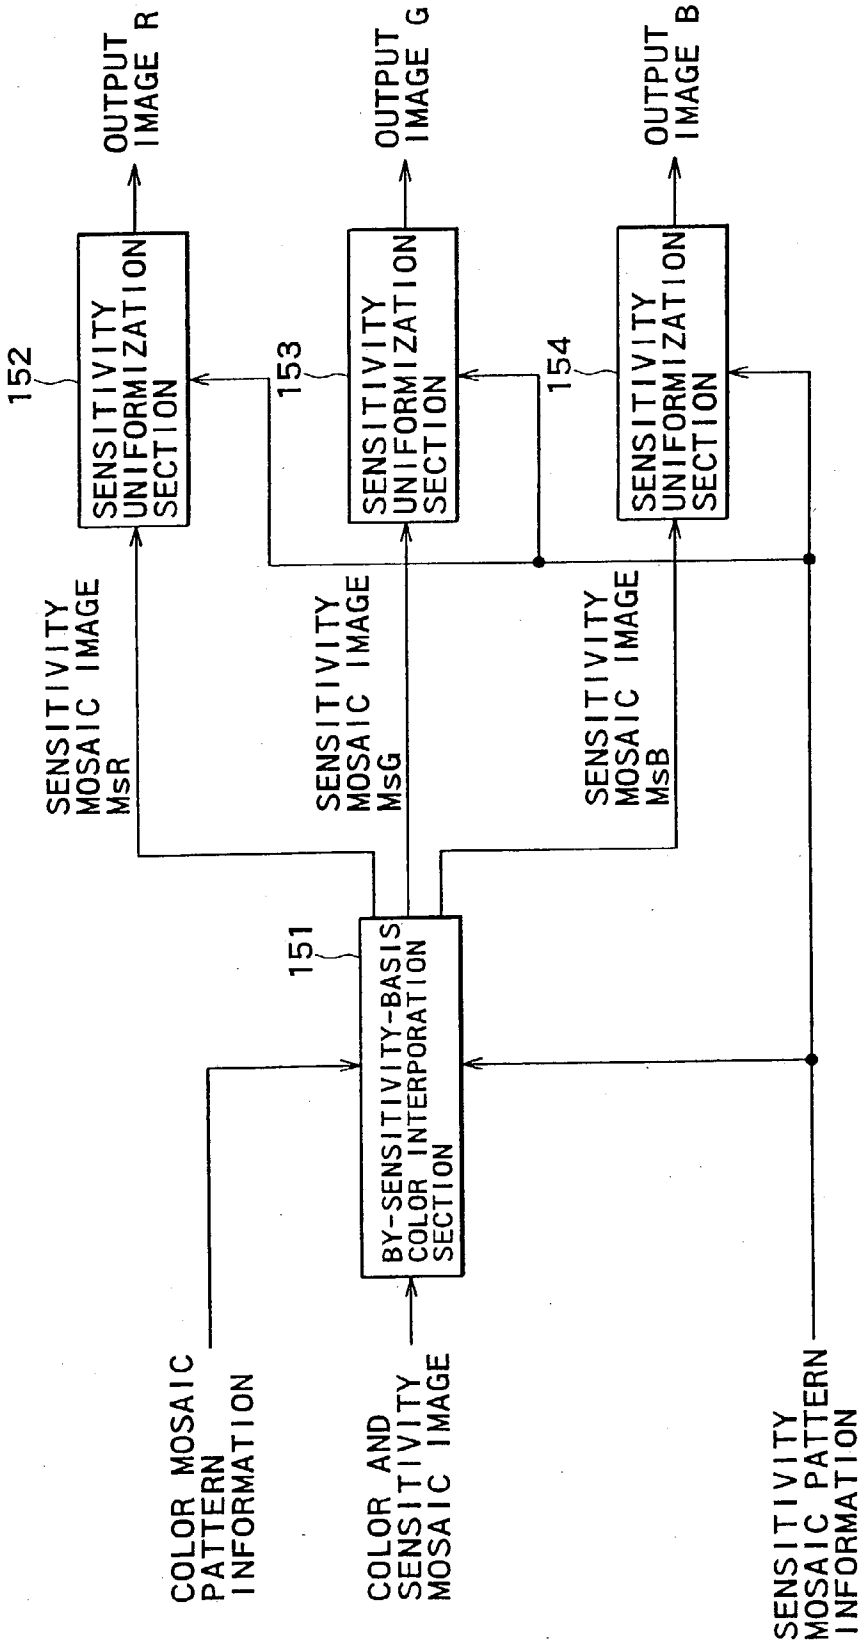 COLOR MOSAIC
PATTERN
INFORMATION
COLOR AND
SENSITIVITY
MOSAIC IMAGE
SENSITIVITY
MOSAIC PATTERN
INFORMATION
151
BY-SENSITIVITY-BASIS
COLOR INTERPORATION
SECTION
SENSITIVITY
MOSAIC IMAGE
MsR
SENSITIVITY
MOSAIC IMAGE
MsG
SENSITIVITY
MOSAIC IMAGE
MsB
152
SENSITIVITY
UNIFORMIZATION
SECTION
153
SENSITIVITY
UNIFORMIZATION
SECTION
154
SENSITIVITY
UNIFORMIZATION
SECTION
OUTPUT
IMAGE R
OUTPUT
IMAGE G
OUTPUT
IMAGE B